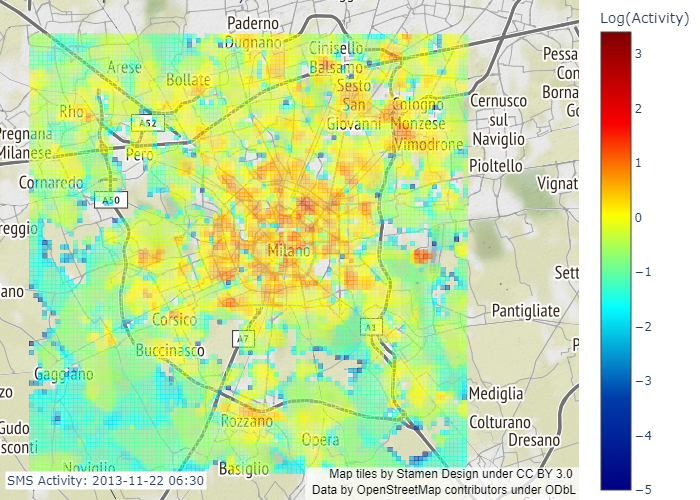 Log(Activity)
Paderno
Dugnano
Cinisello
Balsamo
Pessa
Con
Borna
Arese
Bollate
Sesto
San
Giovanni
Cologno
Monzese
Cernusco
sul
Naviglio
Rho
A52
Pregnana
Milanese
Pero
Vimodrone
Pioltello
Cornaredo
A50
Vignat
reggio
Milano
Sett
ano
Pantigliate
Corsico
A7
A1
Buccinasco
Gaggiano
zo
Mediglia
Rozzano
Colturano
Gudo
sconti
Opera
Dresano
Noviglio
Basiglio
SMS Activity: 2013-11-22 06:30
Map tiles by Stamen Design under CC BY 3.0
Data by OpenStreetMap contributors under ODbL
3
2
1
0
−1
−2
−3
−4
−5